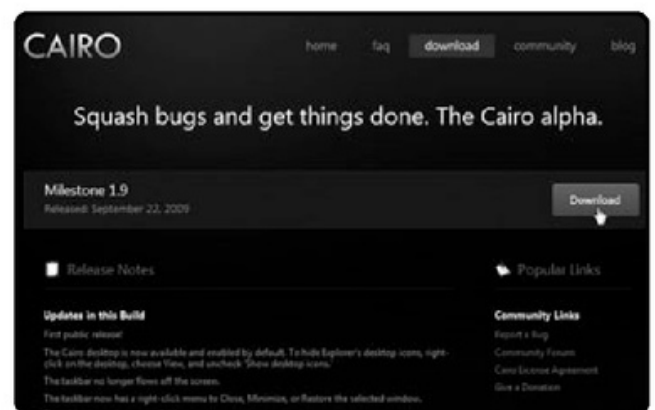 CAIRO
home faq download community blog
Squash bugs and get things done. The Cairo alpha.
Milestone 1.9
Released: September 22, 2009
Download
Release Notes
Popular Links
Updates in this Build
First public release!
The Cairo desktop is now available and enabled by default. To hide Explorer's desktop icons, right-
click on the desktop, choose View, and uncheck 'Show desktop icons.'
The taskbar no longer flows off the screen.
The taskbar now has a right-click menu to Close, Minimize, or Restore the selected window.
Community Links
Report a Bug
Community Forums
Cairo License Agreement
Give a Donation